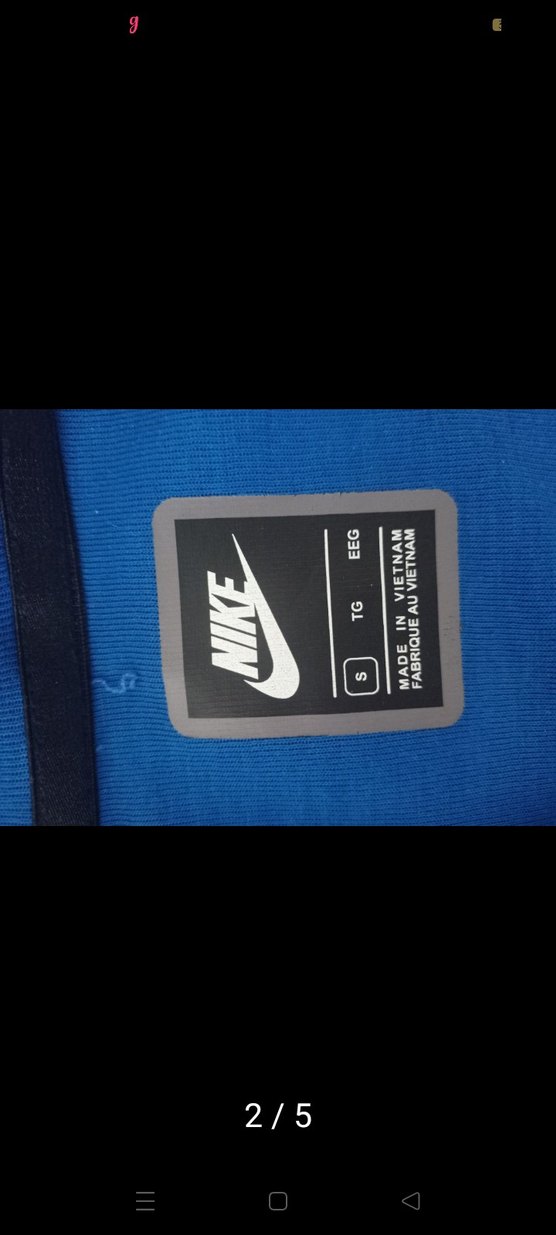 g
NIKE
S TG EEG
MADE IN VIETNAM
FABRIQUE AU VIETNAM
2 / 5